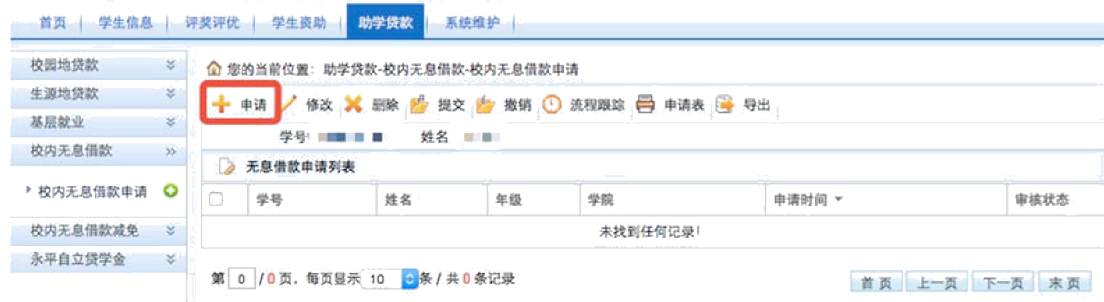 首页 学生信息 评奖评优 学生资助 助学贷款 系统维护
校园地贷款
生源地贷款
基层就业
校内无息借款
校内无息借款申请
校内无息借款减免
永平自立贷学金
您的当前位置：助学贷款-校内无息借款-校内无息借款申请
申请 修改 删除 提交 撤销 流程跟踪 申请表 导出
学号 姓名
无息借款申请列表
学号 姓名 年级 学院 申请时间 审核状态
未找到任何记录!
第 0 / 0 页, 每页显示 10 条 / 共 0 条记录
首页 上一页 下一页 末页